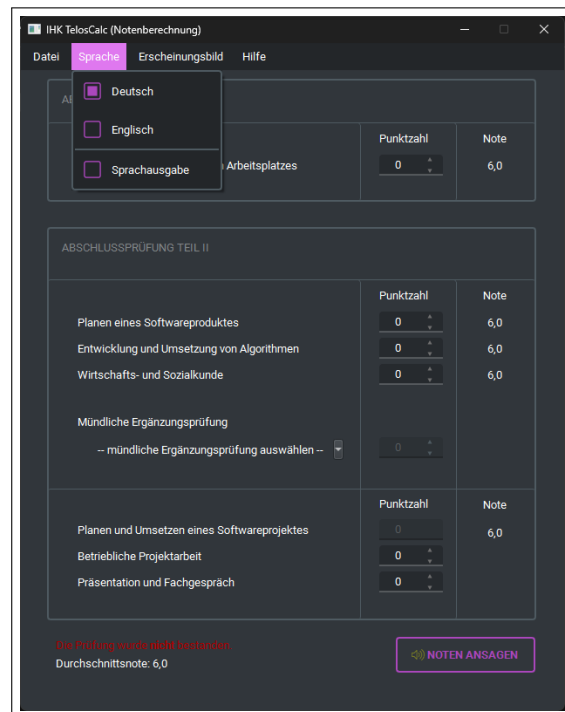 IHK TelosCalc (Notenberechnung)
Datei Sprache Erscheinungsbild Hilfe
Deutsch
Englisch
Sprachausgabe
Punktzahl Note
Arbeitsplatzes 0 6,0
ABSCHLUSSPRÜFUNG TEIL II
Punktzahl Note
Planen eines Softwareproduktes 0 6,0
Entwicklung und Umsetzung von Algorithmen 0 6,0
Wirtschafts- und Sozialkunde 0 6,0
Mündliche Ergänzungsprüfung
-- mündliche Ergänzungsprüfung auswählen -- 0
Punktzahl Note
Planen und Umsetzen eines Softwareprojektes 0 6,0
Betriebliche Projektarbeit 0
Präsentation und Fachgespräch 0
Die Prüfung wurde nicht bestanden
Durchschnittsnote: 6,0
NOTEN ANSAGEN